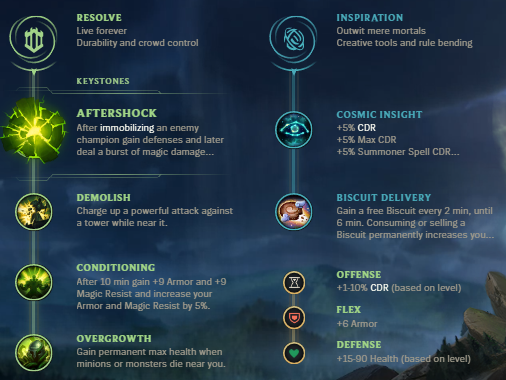 RESOLVE
Live forever
Durability and crowd control
KEYSTONES
AFTERSHOCK
After immobilizing an enemy
champion gain defenses and later
deal a burst of magic damage...
DEMOLISH
Charge up a powerful attack against
a tower while near it.
CONDITIONING
After 10 min gain +9 Armor and +9
Magic Resist and increase your
Armor and Magic Resist by 5%.
OVERGROWTH
Gain permanent max health when
minions or monsters die near you.
INSPIRATION
Outwit mere mortals
Creative tools and rule bending
COSMIC INSIGHT
+5% CDR
+5% Max CDR
+5% Summoner Spell CDR...
BISCUIT DELIVERY
Gain a free Biscuit every 2 min, until
6 min. Consuming or selling a
Biscuit permanently increases you...
OFFENSE
+1-10% CDR (based on level)
FLEX
+6 Armor
DEFENSE
+15-90 Health (based on level)